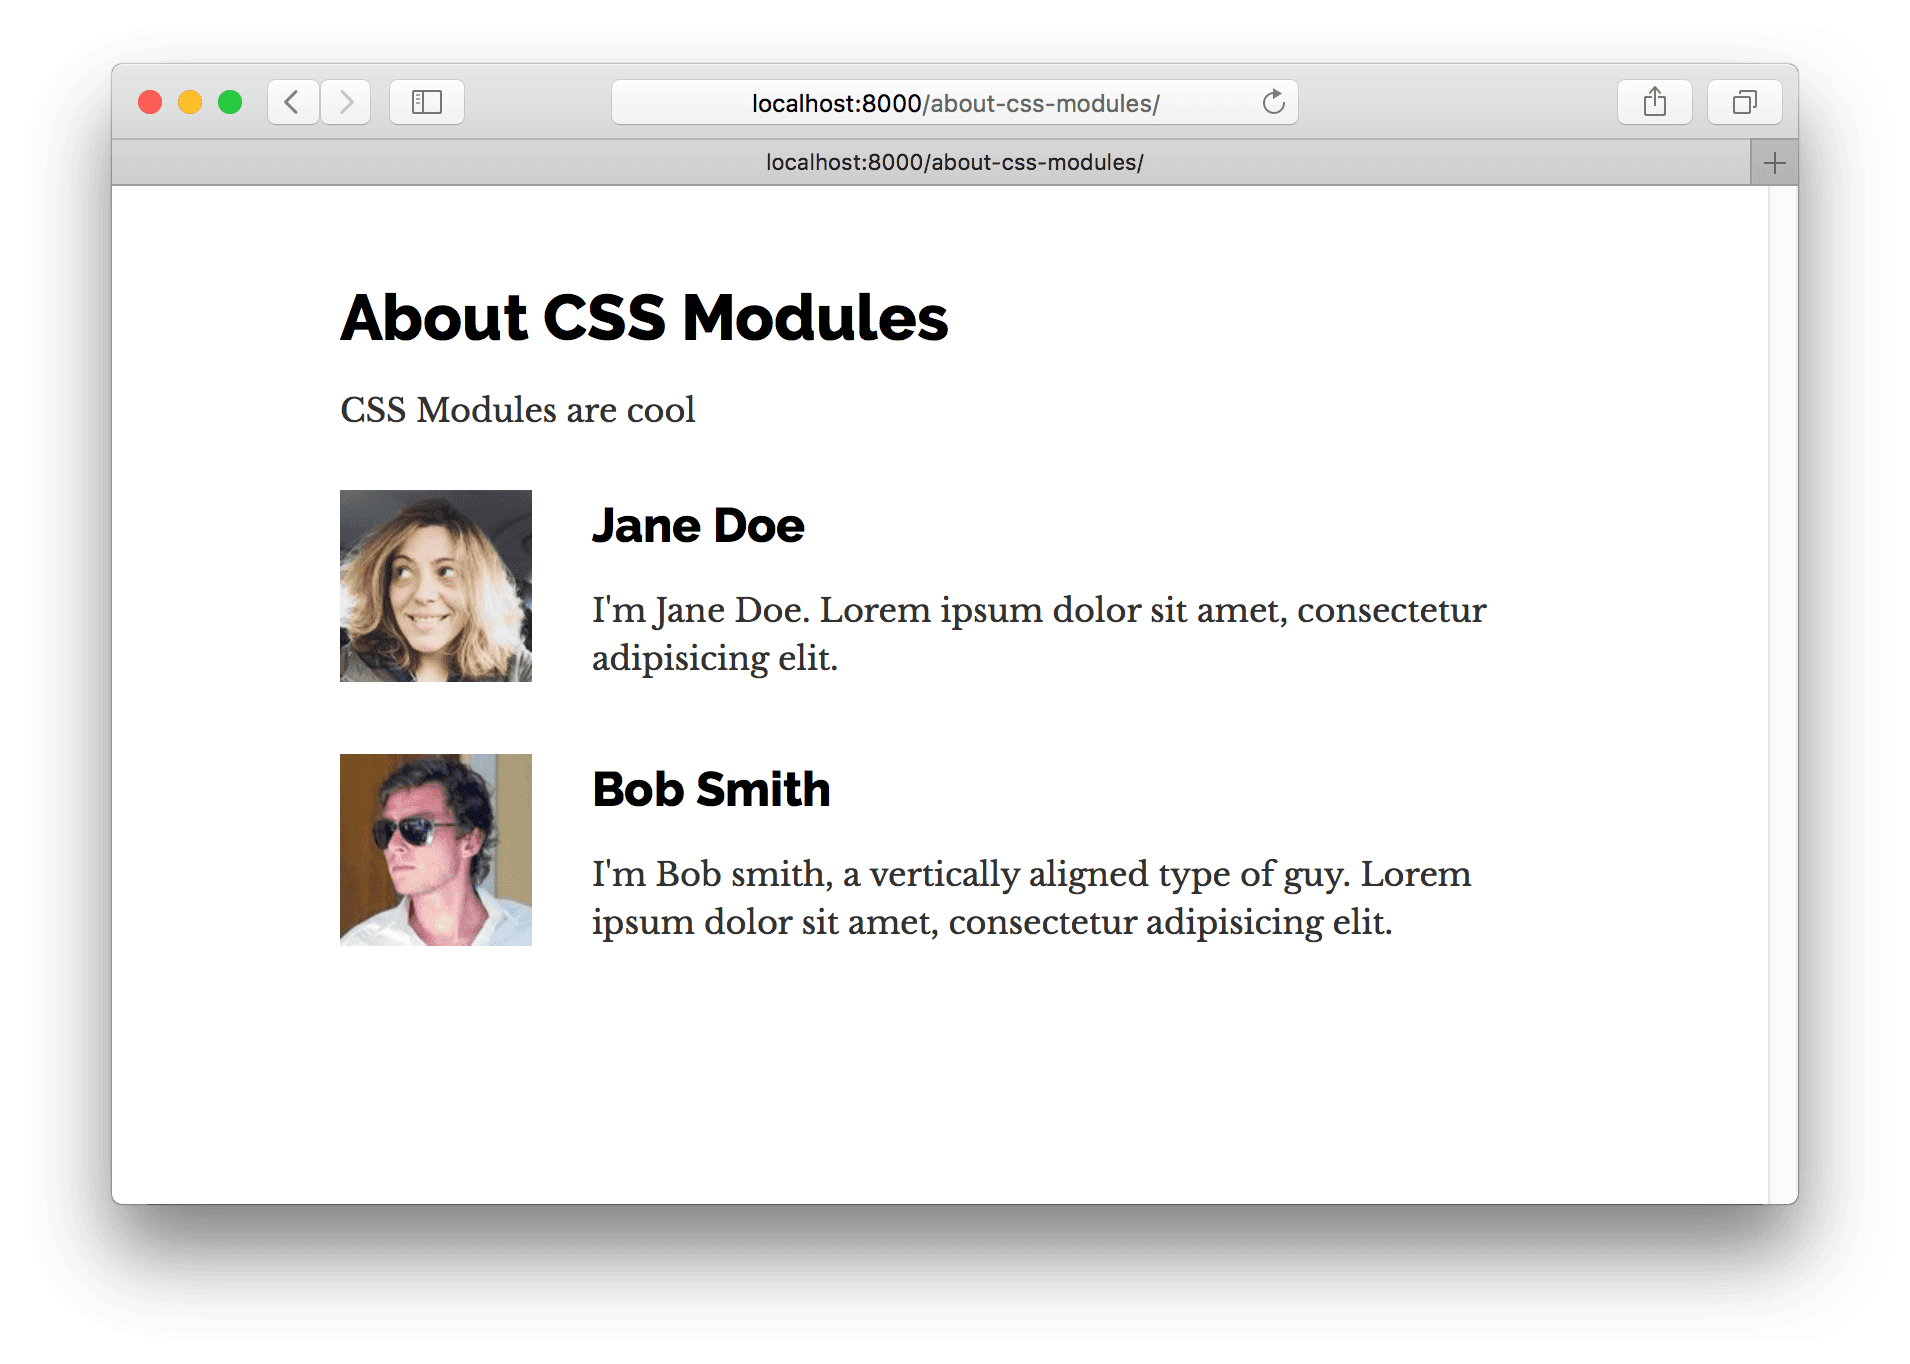 localhost:8000/about-css-modules/
localhost:8000/about-css-modules/
About CSS Modules
CSS Modules are cool
Jane Doe
I'm Jane Doe. Lorem ipsum dolor sit amet, consectetur
adipisicing elit.
Bob Smith
I'm Bob smith, a vertically aligned type of guy. Lorem
ipsum dolor sit amet, consectetur adipisicing elit.